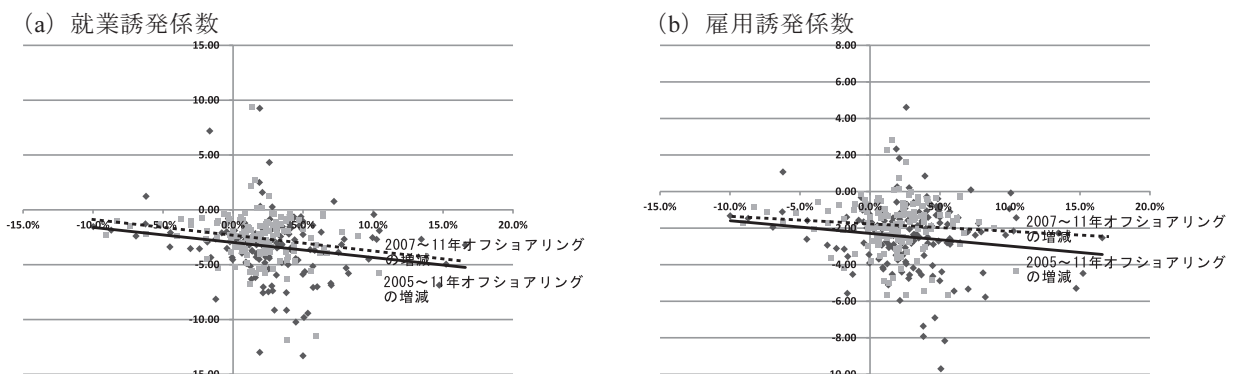 (a) 就業誘発係数
15.00
10.00
5.00
0.00
-15.0% -10.0% -5.0% 0.0% 5.0% 10.0% 15.0% 20.0%
2007～11年オフショアリング
の増減
-5.00
2005～11年オフショアリング
の増減
-10.00
-15.00
(b) 雇用誘発係数
8.00
6.00
4.00
2.00
0.00
-15.0% -10.0% -5.0% 0.0% 5.0% 10.0% 15.0% 20.0%
2007～11年オフショアリング
-2.00
の増減
2005～11年オフショアリング
-4.00
の増減
-6.00
-8.00
-10.00